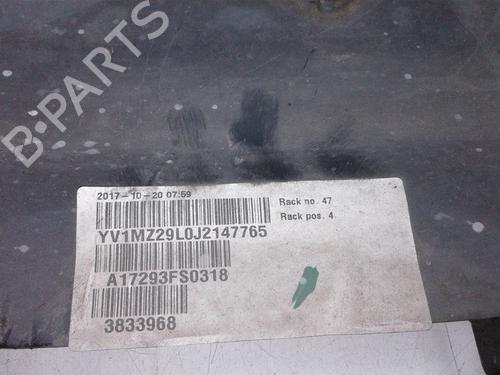 B-PARTS
2017-10-20 07:59
Rack no. 47
Rack pos. 4
YV1MZ29L0J2147765
A17293FS0318
3833968